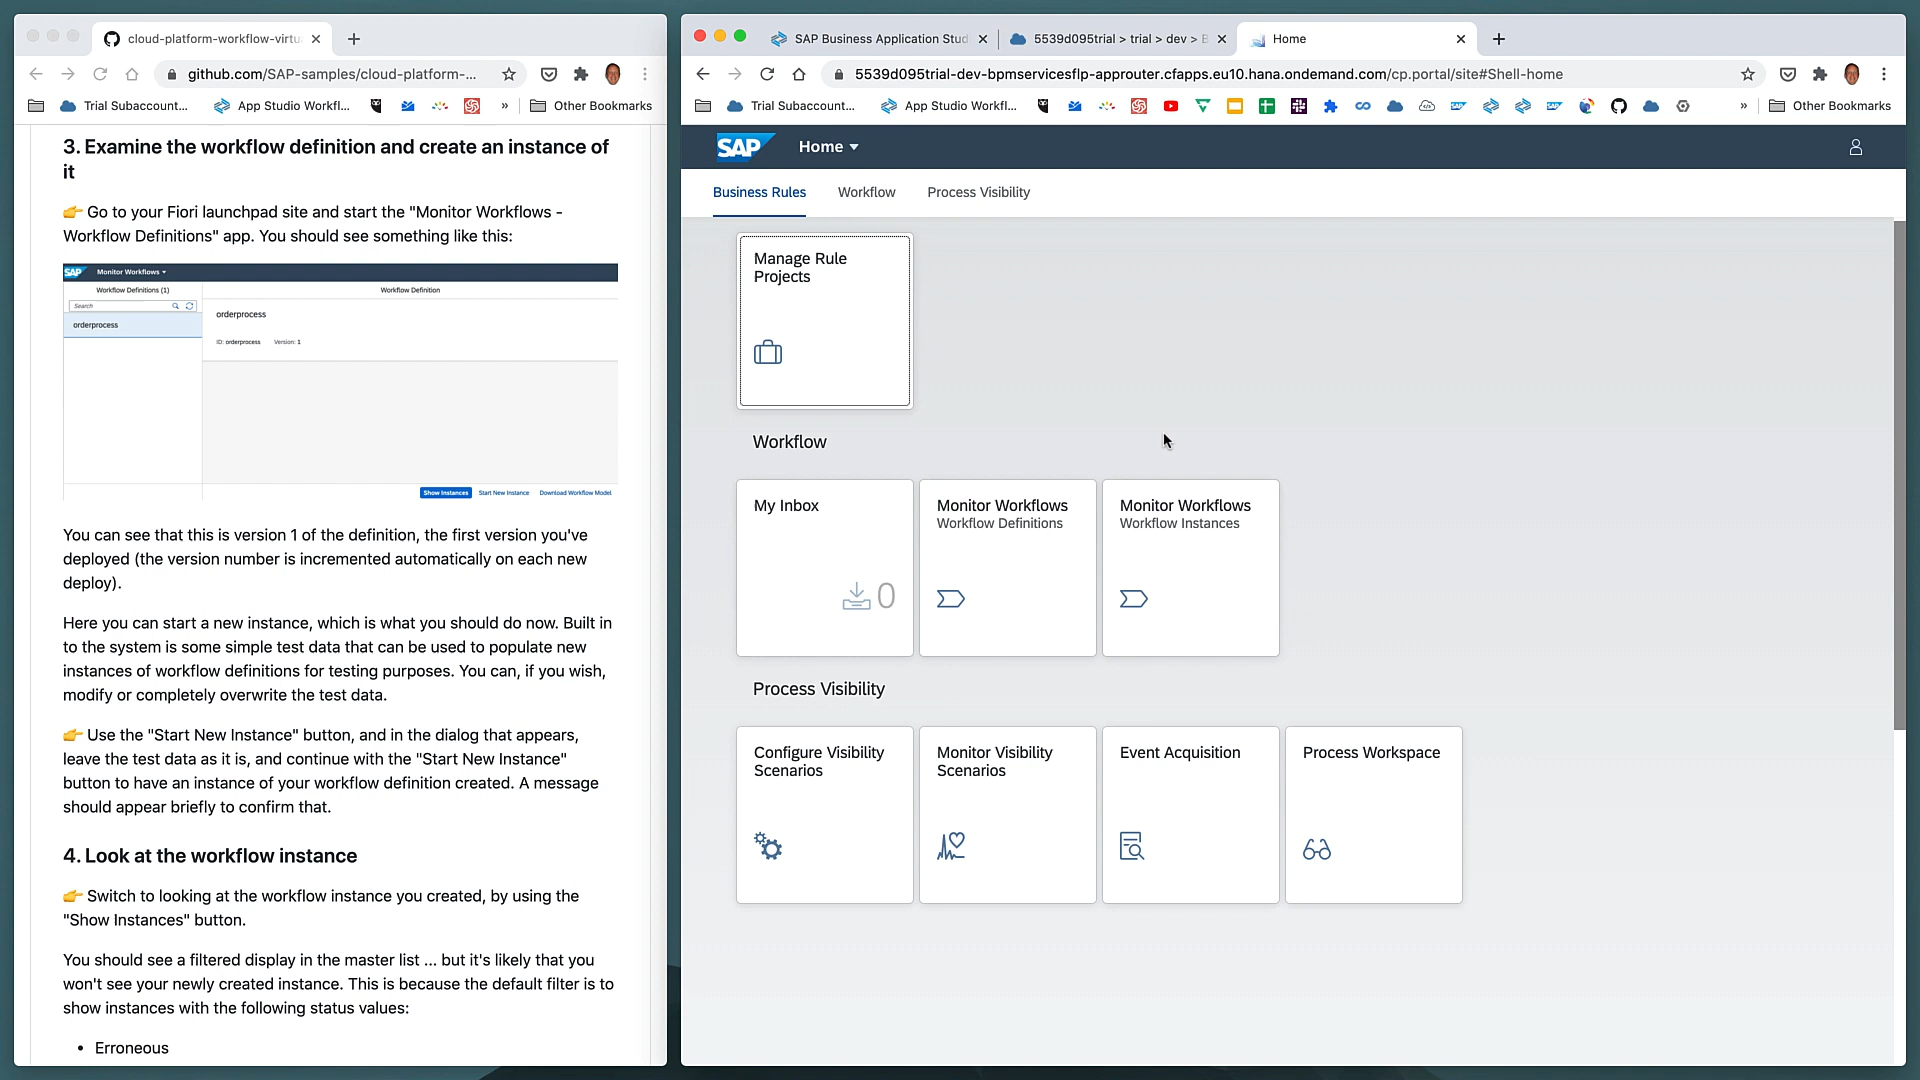 cloud-platform-workflow-virtu
github.com/SAP-samples/cloud-platform-...
Trial Subaccount...
App Studio Workfl...
»
Other Bookmarks
3. Examine the workflow definition and create an instance of
it
👉 Go to your Fiori launchpad site and start the "Monitor Workflows -
Workflow Definitions" app. You should see something like this:
SAP
Monitor Workflows
Workflow Definitions (1)
Workflow Definition
Search
orderprocess
orderprocess
ID: orderprocess
Version: 1
Show Instances
Start New Instance
Download Workflow Model
You can see that this is version 1 of the definition, the first version you've
deployed (the version number is incremented automatically on each new
deploy).
Here you can start a new instance, which is what you should do now. Built in
to the system is some simple test data that can be used to populate new
instances of workflow definitions for testing purposes. You can, if you wish,
modify or completely overwrite the test data.
👉 Use the "Start New Instance" button, and in the dialog that appears,
leave the test data as it is, and continue with the "Start New Instance"
button to have an instance of your workflow definition created. A message
should appear briefly to confirm that.
4. Look at the workflow instance
👉 Switch to looking at the workflow instance you created, by using the
"Show Instances" button.
You should see a filtered display in the master list ... but it's likely that you
won't see your newly created instance. This is because the default filter is to
show instances with the following status values:
• Erroneous
SAP Business Application Stud
5539d095trial > trial > dev > B
Home
5539d095trial-dev-bpmservicesflp-approuter.cfapps.eu10.hana.ondemand.com/cp.portal/site#Shell-home
Trial Subaccount...
App Studio Workfl...
»
Other Bookmarks
SAP
Home
Business Rules
Workflow
Process Visibility
Manage Rule
Projects
Workflow
My Inbox
0
Monitor Workflows
Workflow Definitions
Monitor Workflows
Workflow Instances
Process Visibility
Configure Visibility
Scenarios
Monitor Visibility
Scenarios
Event Acquisition
Process Workspace